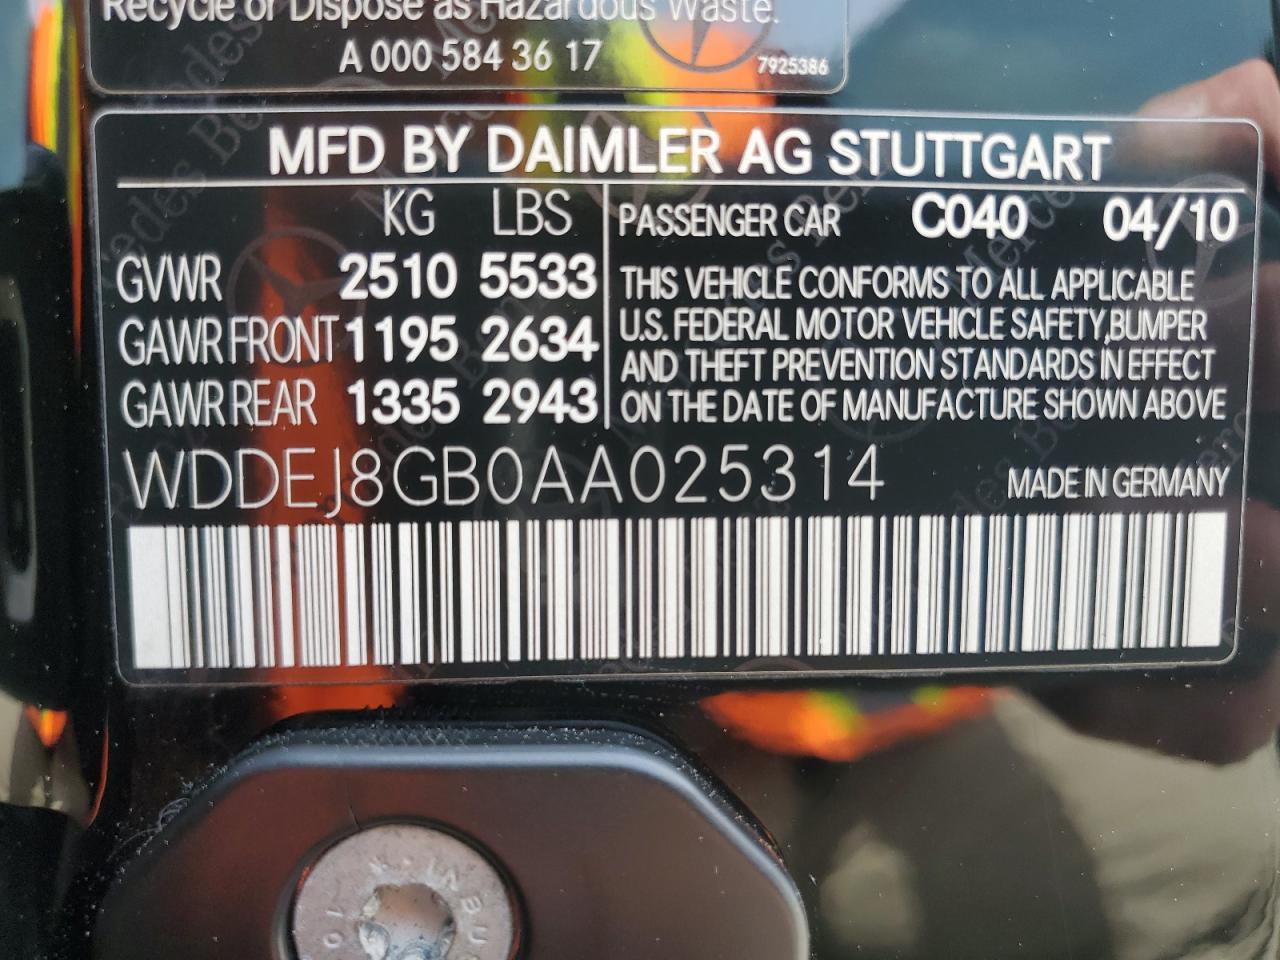 Recycle or Dispose as Hazardous Waste.
A 000 584 36 17
7925386
MFD BY DAIMLER AG STUTTGART
KG LBS
PASSENGER CAR C040 04/10
GVWR 2510 5533
GAWR FRONT 1195 2634
GAWR REAR 1335 2943
THIS VEHICLE CONFORMS TO ALL APPLICABLE
U.S. FEDERAL MOTOR VEHICLE SAFETY,BUMPER
AND THEFT PREVENTION STANDARDS IN EFFECT
ON THE DATE OF MANUFACTURE SHOWN ABOVE
WDDEJ8GB0AA025314
MADE IN GERMANY